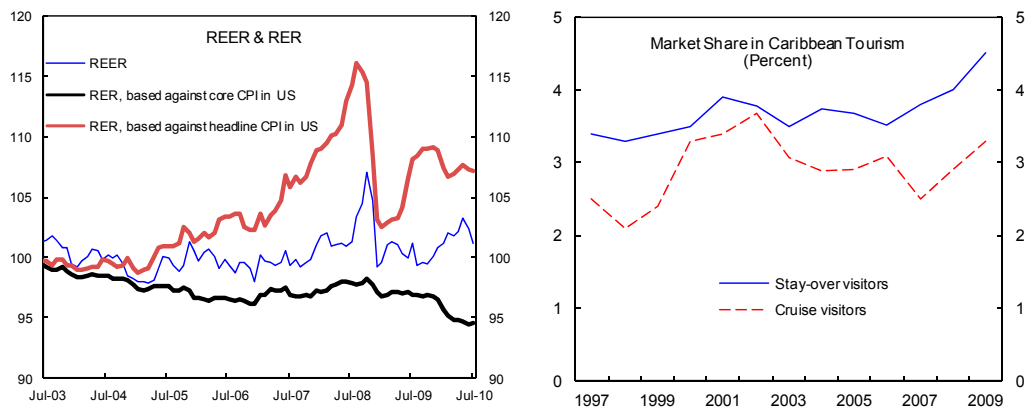 REER & RER
REER
RER, based against core CPI in US
RER, based against headline CPI in US
120
115
110
105
100
95
90
120
115
110
105
100
95
90
Jul-03 Jul-04 Jul-05 Jul-06 Jul-07 Jul-08 Jul-09 Jul-10
Market Share in Caribbean Tourism
(Percent)
Stay-over visitors
Cruise visitors
5
4
3
2
1
0
5
4
3
2
1
0
1997 1999 2001 2003 2005 2007 2009